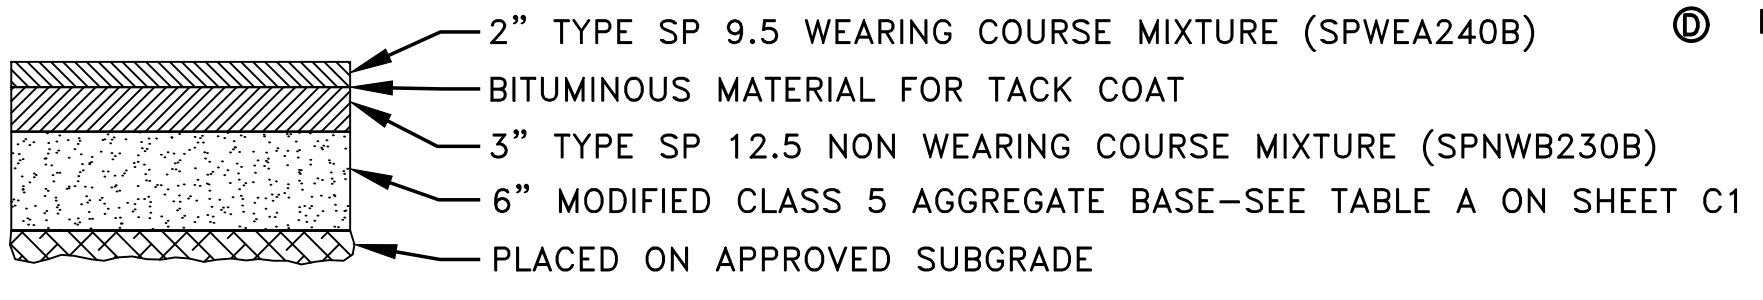 2” TYPE SP 9.5 WEARING COURSE MIXTURE (SPWEA240B)
Ⓓ
BITUMINOUS MATERIAL FOR TACK COAT
3” TYPE SP 12.5 NON WEARING COURSE MIXTURE (SPNWB230B)
6” MODIFIED CLASS 5 AGGREGATE BASE–SEE TABLE A ON SHEET C1
PLACED ON APPROVED SUBGRADE